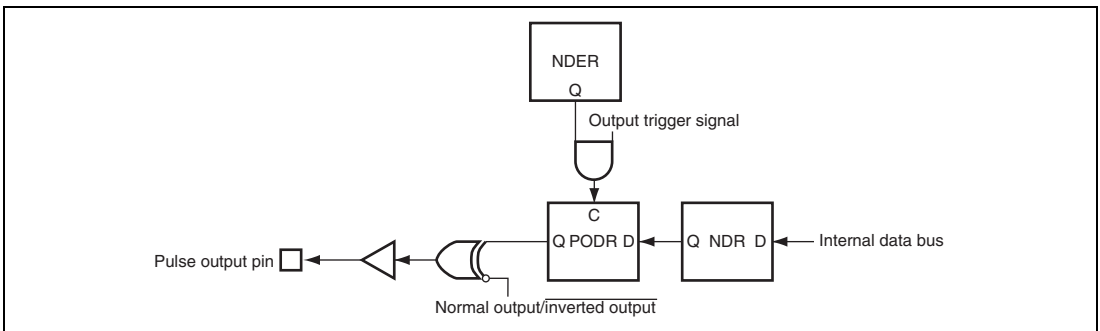 NDER
Q
Output trigger signal
C
Q PODR D
Q NDR D
Internal data bus
Pulse output pin
Normal output/inverted output